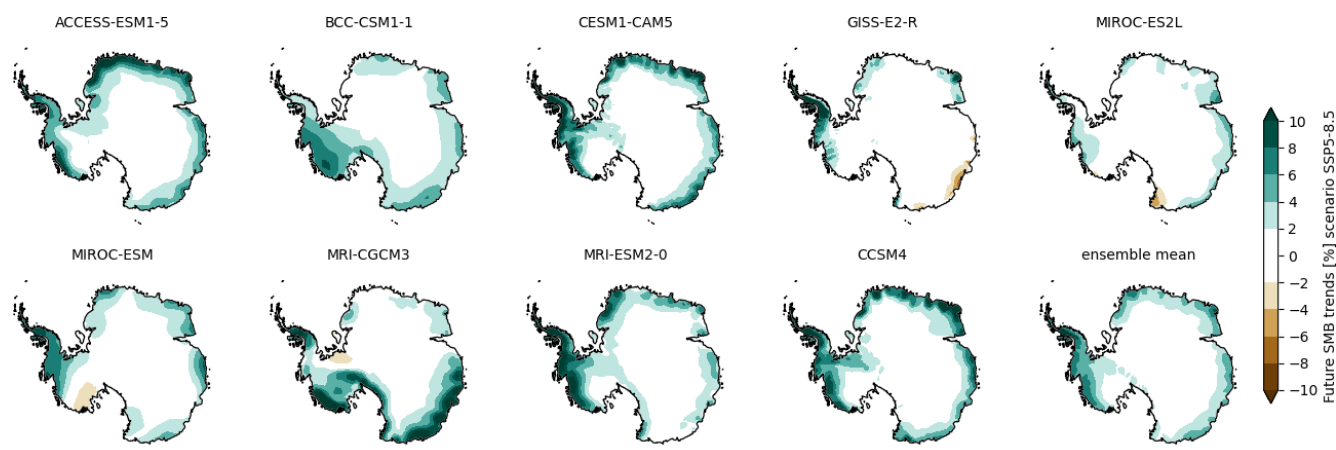 ACCESS-ESM1-5
BCC-CSM1-1
CESM1-CAM5
GISS-E2-R
MIROC-ES2L
MIROC-ESM
MRI-CGCM3
MRI-ESM2-0
CCSM4
ensemble mean
10
8
6
4
2
0
−2
−4
−6
−8
−10
Future SMB trends [%] scenario SSP5-8.5